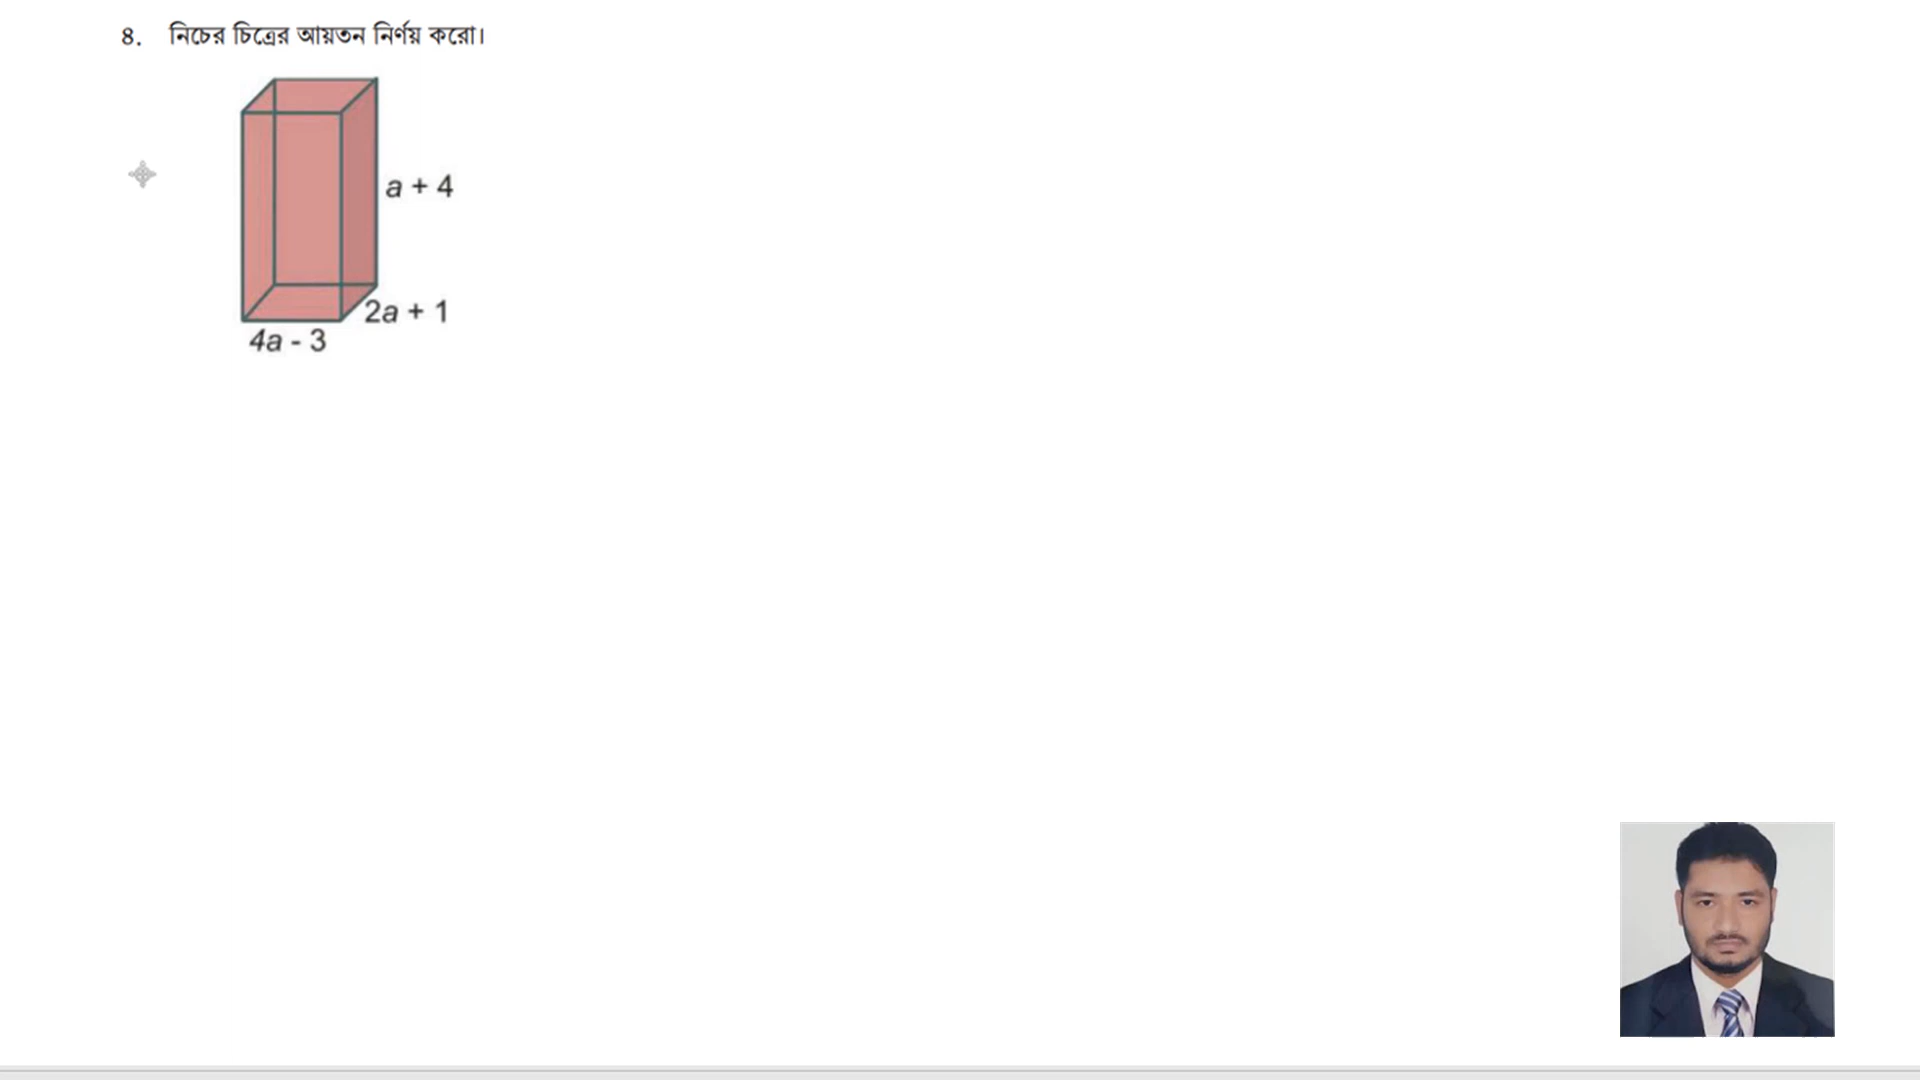 ৪. নিচের চিত্রের আয়তন নির্ণয় করো।
a + 4
2a + 1
4a - 3